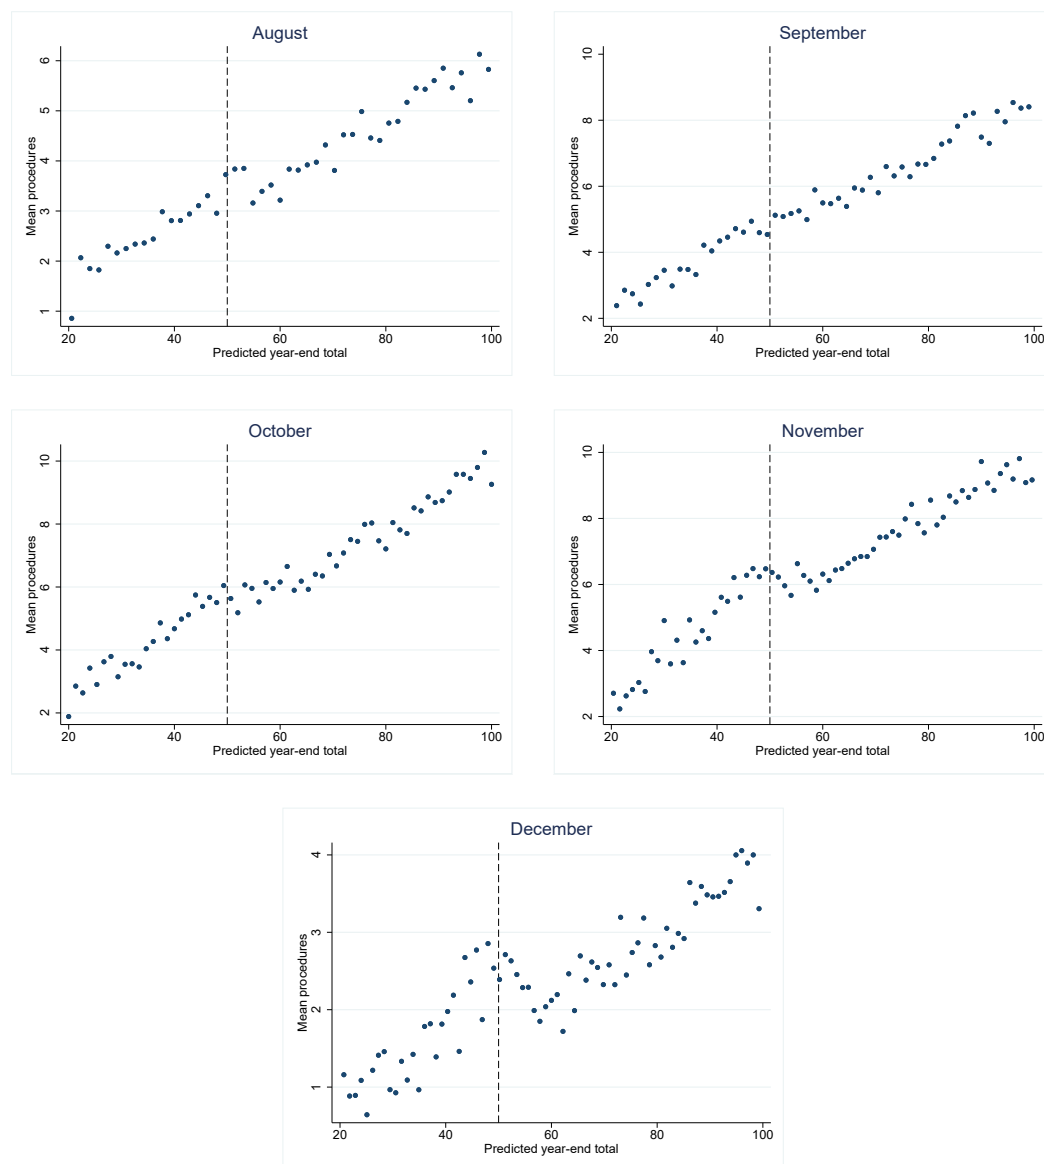 August
6
5
4
3
2
1
Mean procedures
20 40 60 80 100
Predicted year-end total
September
10
8
6
4
2
Mean procedures
20 40 60 80 100
Predicted year-end total
October
10
8
6
4
2
Mean procedures
20 40 60 80 100
Predicted year-end total
November
10
8
6
4
2
Mean procedures
20 40 60 80 100
Predicted year-end total
December
4
3
2
1
Mean procedures
20 40 60 80 100
Predicted year-end total